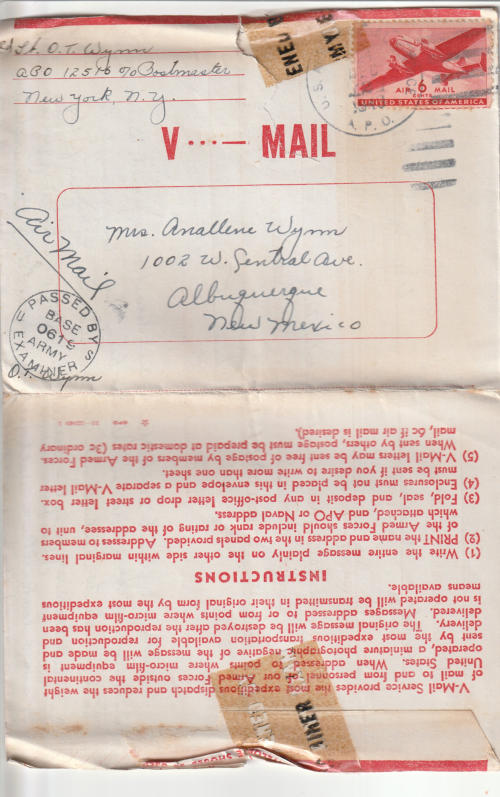 Lt. O.T. Wynn
APO 12516 % Postmaster
New York, N.Y.
AIR 6 MAIL
CENTS
UNITED STATES OF AMERICA
A.P.O.
V ···— MAIL
Air Mail
Mrs. Anallene Wynn
1002 W. Central Ave.
Albuquerque
New Mexico
PASSED BY
BASE
0619
ARMY
EXAMINER
O.T. Wynn
V-Mail Service provides the most expeditious dispatch and reduces the weight
of mail to and from personnel of our Armed Forces outside the continental
United States. When addressed to points where micro-film equipment is
operated, a miniature photographic negative of the message will be made and
sent by the most expeditious transportation available for reproduction and
delivery. The original message will be destroyed after the reproduction has been
delivered. Messages addressed to or from points where micro-film equipment
is not operated will be transmitted in their original form by the most expeditious
means available.
INSTRUCTIONS
(1) Write the entire message plainly on the other side within marginal lines.
(2) PRINT the name and address in the two panels provided. Addresses to members
of the Armed Forces should include rank or rating of the addressee, unit to
which attached, and APO or Naval address.
(3) Fold, seal, and deposit in any post-office letter drop or street letter box.
(4) Enclosures must not be placed in this envelope and a separate V-Mail letter
must be sent if you desire to write more than one sheet.
(5) V-Mail letters may be sent free of postage by members of the Armed Forces.
When sent by others, postage must be prepaid at domestic rates (3c ordinary
mail, 6c if air mail is desired).